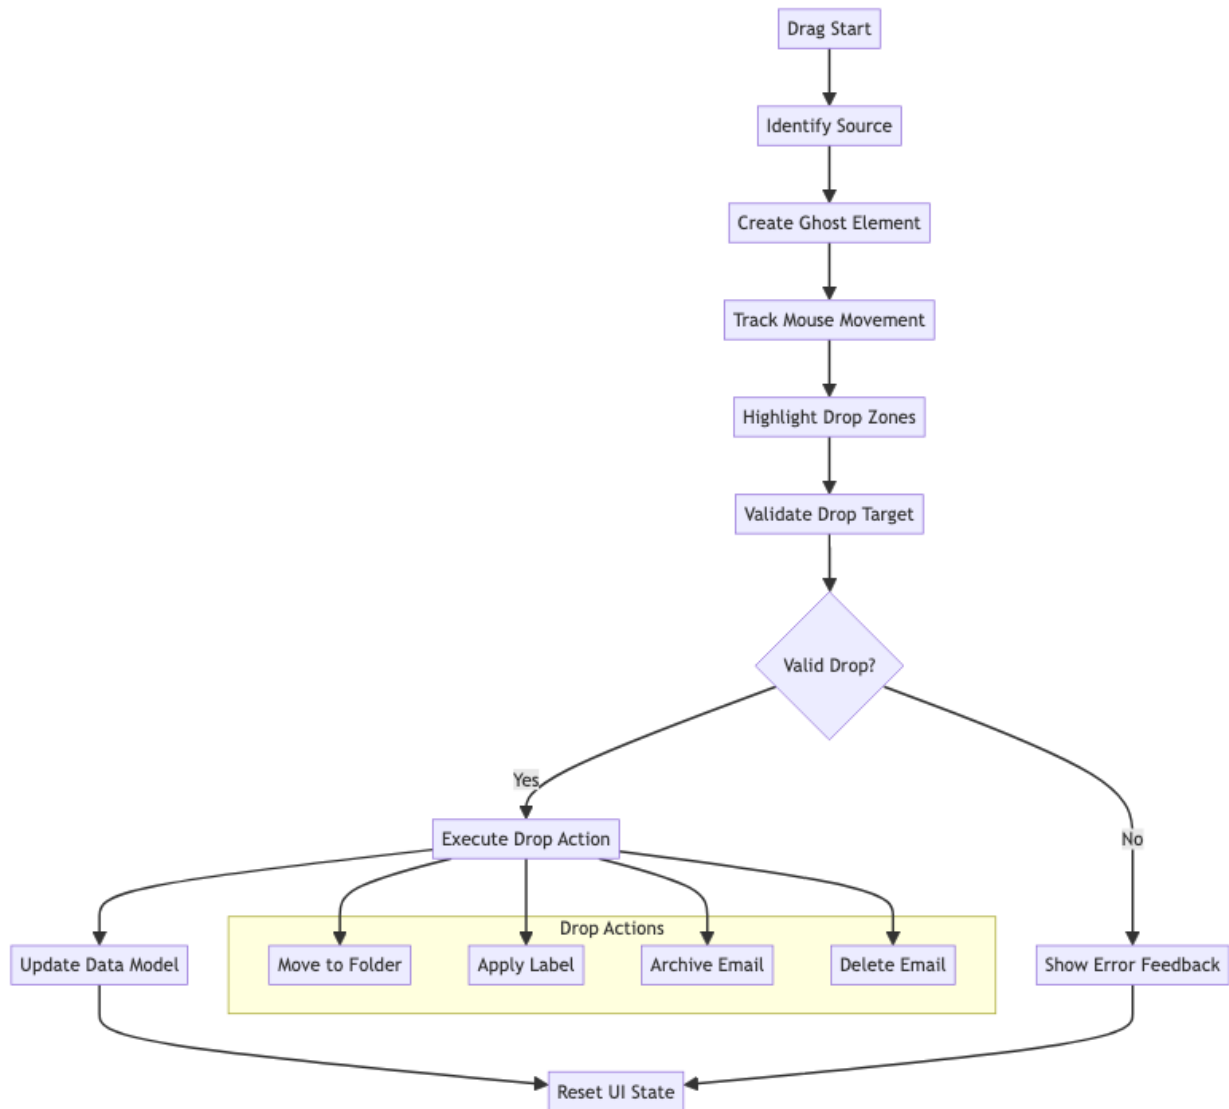 Drag Start
Identify Source
Create Ghost Element
Track Mouse Movement
Highlight Drop Zones
Validate Drop Target
Valid Drop?
Yes
No
Execute Drop Action
Drop Actions
Update Data Model
Move to Folder
Apply Label
Archive Email
Delete Email
Show Error Feedback
Reset UI State